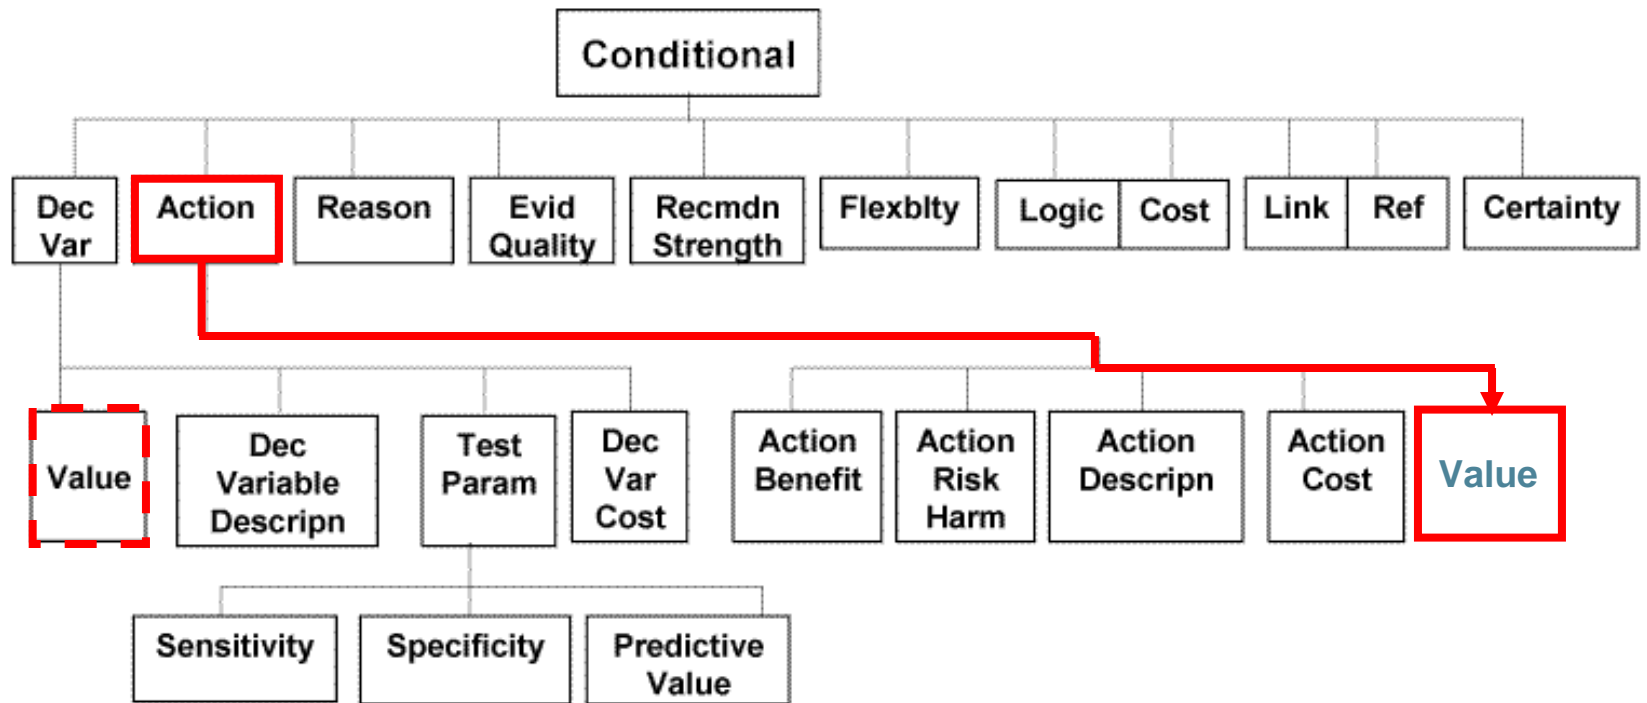 Conditional
Dec
Var
Action
Reason
Evid
Quality
Recmdn
Strength
Flexblty
Logic
Cost
Link
Ref
Certainty
Value
Dec
Variable
Descripn
Test
Param
Dec
Var
Cost
Action
Benefit
Action
Risk
Harm
Action
Descripn
Action
Cost
Value
Sensitivity
Specificity
Predictive
Value